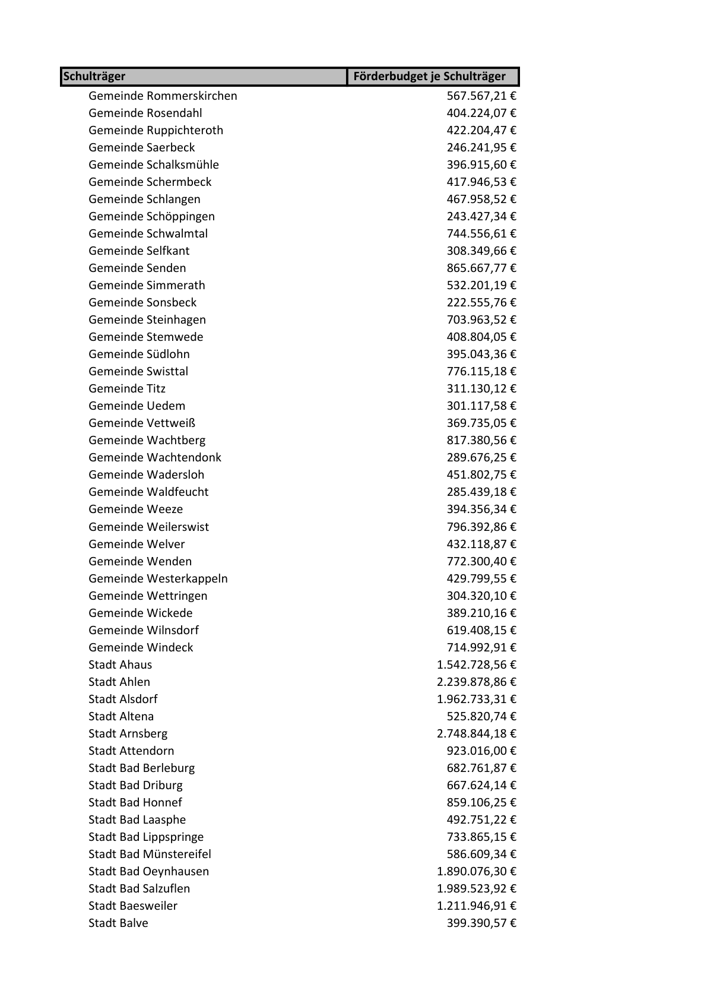 Schulträger Förderbudget je Schulträger
Gemeinde Rommerskirchen 567.567,21 €
Gemeinde Rosendahl 404.224,07 €
Gemeinde Ruppichteroth 422.204,47 €
Gemeinde Saerbeck 246.241,95 €
Gemeinde Schalksmühle 396.915,60 €
Gemeinde Schermbeck 417.946,53 €
Gemeinde Schlangen 467.958,52 €
Gemeinde Schöppingen 243.427,34 €
Gemeinde Schwalmtal 744.556,61 €
Gemeinde Selfkant 308.349,66 €
Gemeinde Senden 865.667,77 €
Gemeinde Simmerath 532.201,19 €
Gemeinde Sonsbeck 222.555,76 €
Gemeinde Steinhagen 703.963,52 €
Gemeinde Stemwede 408.804,05 €
Gemeinde Südlohn 395.043,36 €
Gemeinde Swisttal 776.115,18 €
Gemeinde Titz 311.130,12 €
Gemeinde Uedem 301.117,58 €
Gemeinde Vettweiß 369.735,05 €
Gemeinde Wachtberg 817.380,56 €
Gemeinde Wachtendonk 289.676,25 €
Gemeinde Wadersloh 451.802,75 €
Gemeinde Waldfeucht 285.439,18 €
Gemeinde Weeze 394.356,34 €
Gemeinde Weilerswist 796.392,86 €
Gemeinde Welver 432.118,87 €
Gemeinde Wenden 772.300,40 €
Gemeinde Westerkappeln 429.799,55 €
Gemeinde Wettringen 304.320,10 €
Gemeinde Wickede 389.210,16 €
Gemeinde Wilnsdorf 619.408,15 €
Gemeinde Windeck 714.992,91 €
Stadt Ahaus 1.542.728,56 €
Stadt Ahlen 2.239.878,86 €
Stadt Alsdorf 1.962.733,31 €
Stadt Altena 525.820,74 €
Stadt Arnsberg 2.748.844,18 €
Stadt Attendorn 923.016,00 €
Stadt Bad Berleburg 682.761,87 €
Stadt Bad Driburg 667.624,14 €
Stadt Bad Honnef 859.106,25 €
Stadt Bad Laasphe 492.751,22 €
Stadt Bad Lippspringe 733.865,15 €
Stadt Bad Münstereifel 586.609,34 €
Stadt Bad Oeynhausen 1.890.076,30 €
Stadt Bad Salzuflen 1.989.523,92 €
Stadt Baesweiler 1.211.946,91 €
Stadt Balve 399.390,57 €